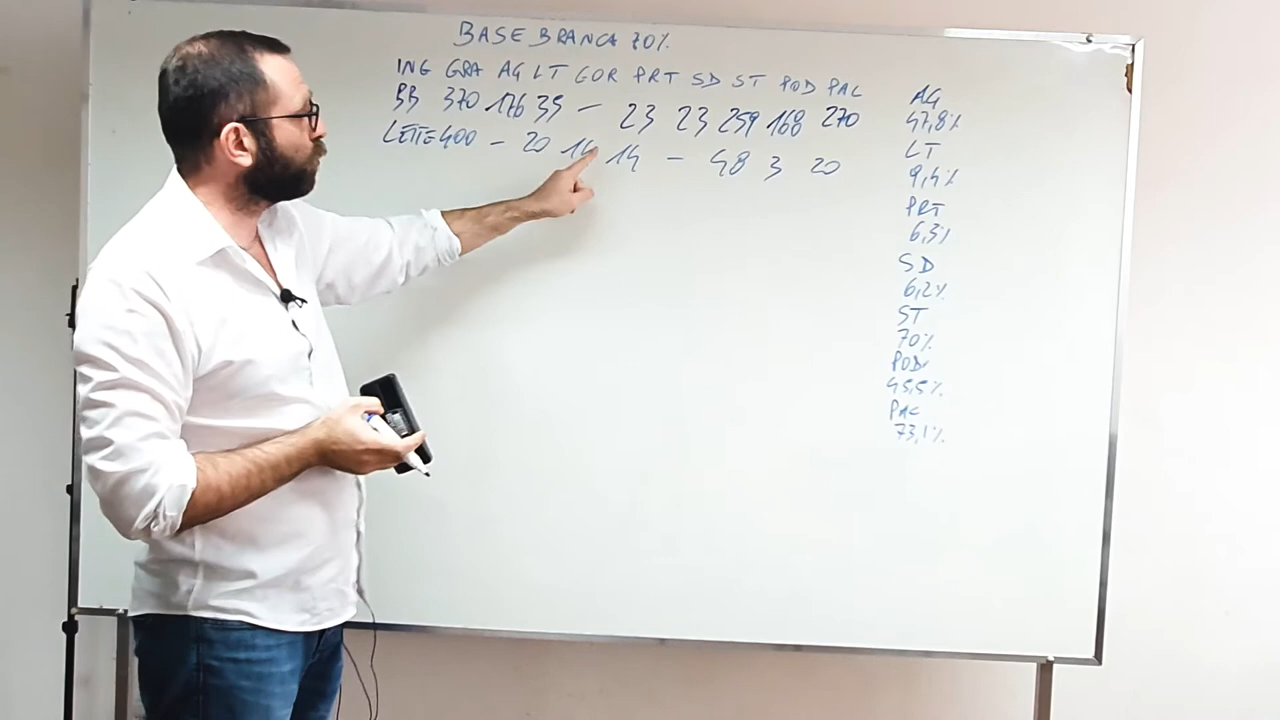 BASE BRANCA 70%
ING GRA AG LT GOR PRT SD ST POD PAC
BB 370 176 35 - 23 23 259 168 270
LEITE 400 - 20 14 14 - 48 3 20
AG
47,8%
LT
9,4%
PRT
6,3%
SD
6,2%
ST
70%
POD
45,5%
PAC
73,1%